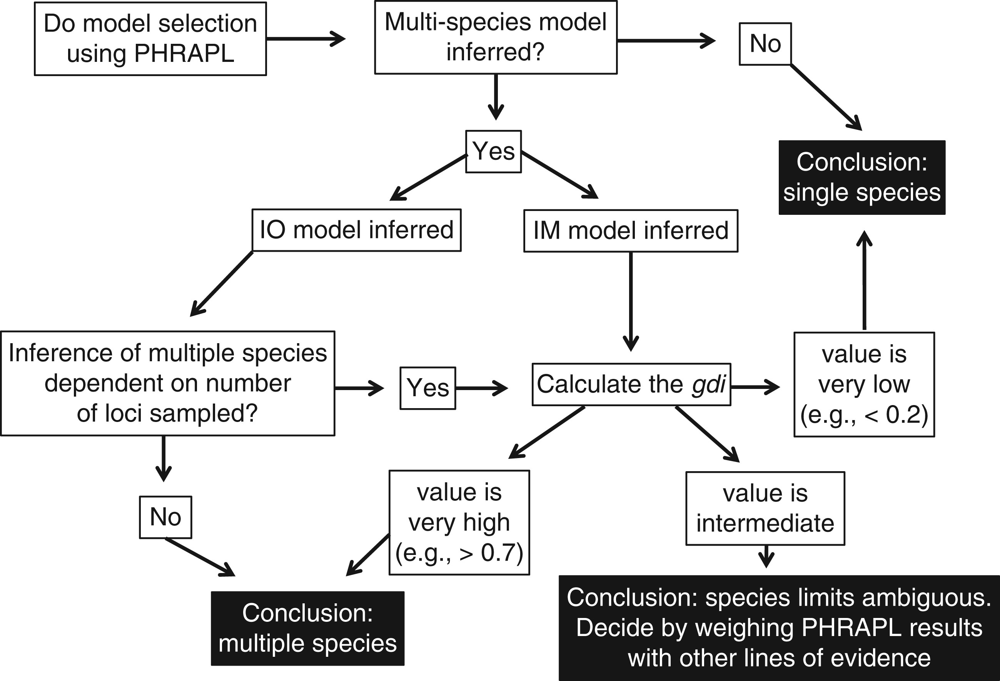 Do model selection
using PHRAPL
Multi-species model
inferred?
No
Yes
Conclusion:
single species
IO model inferred
IM model inferred
Inference of multiple species
dependent on number
of loci sampled?
Yes
Calculate the gdi
value is
very low
(e.g., < 0.2)
No
value is
very high
(e.g., > 0.7)
value is
intermediate
Conclusion:
multiple species
Conclusion: species limits ambiguous.
Decide by weighing PHRAPL results
with other lines of evidence